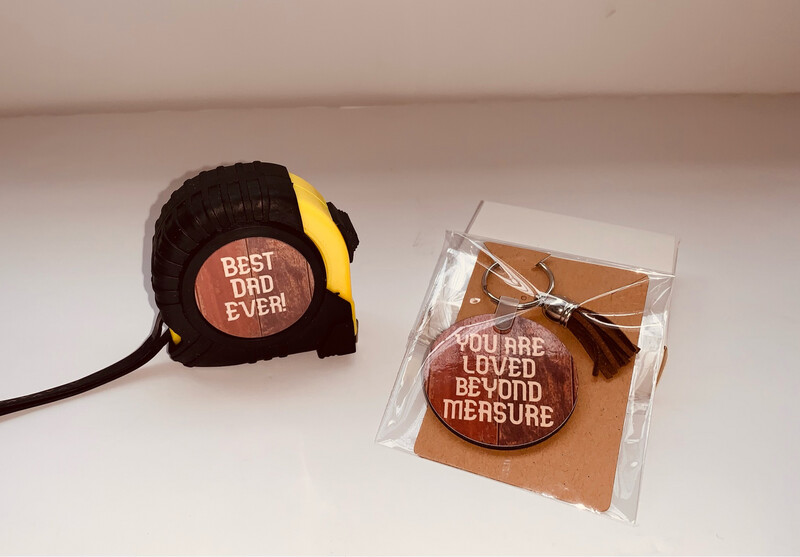 BEST
DAD
EVER!
YOU ARE
LOVED
BEYOND
MEASURE